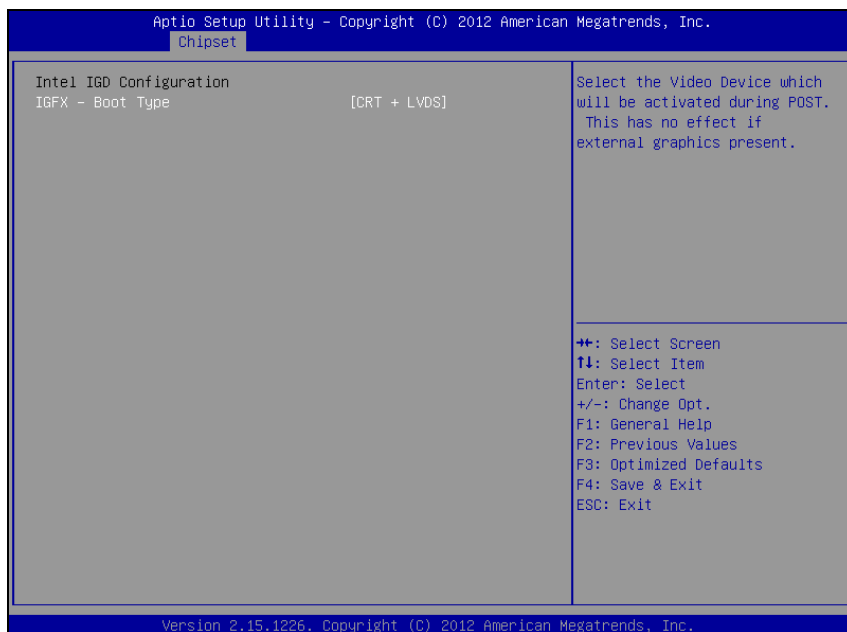 Aptio Setup Utility – Copyright (C) 2012 American Megatrends, Inc.
Chipset
Intel IGD Configuration
IGFX – Boot Type [CRT + LVDS]
Select the Video Device which
will be activated during POST.
This has no effect if
external graphics present.
→←: Select Screen
↑↓: Select Item
Enter: Select
+/-: Change Opt.
F1: General Help
F2: Previous Values
F3: Optimized Defaults
F4: Save & Exit
ESC: Exit
Version 2.15.1226. Copyright (C) 2012 American Megatrends, Inc.